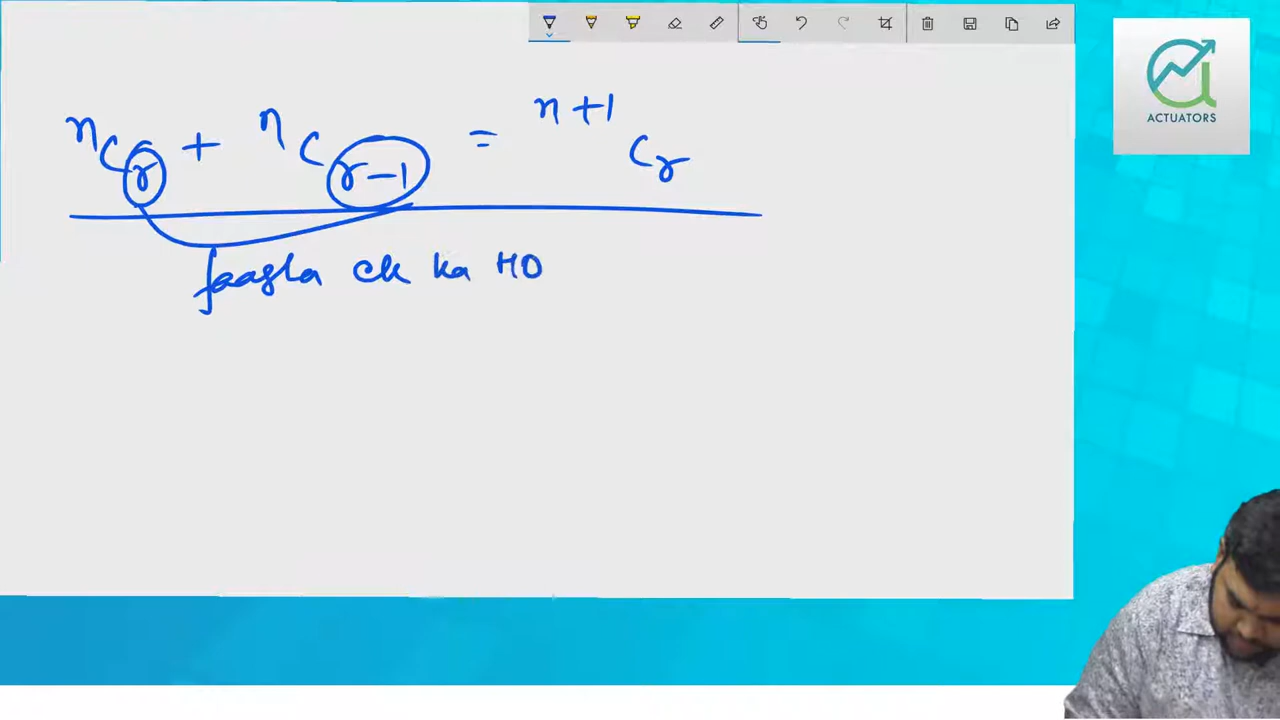 ⁿCᵣ + ⁿCᵣ₋₁ = ⁿ⁺¹Cᵣ
faasla ek ka HO
ACTUATORS